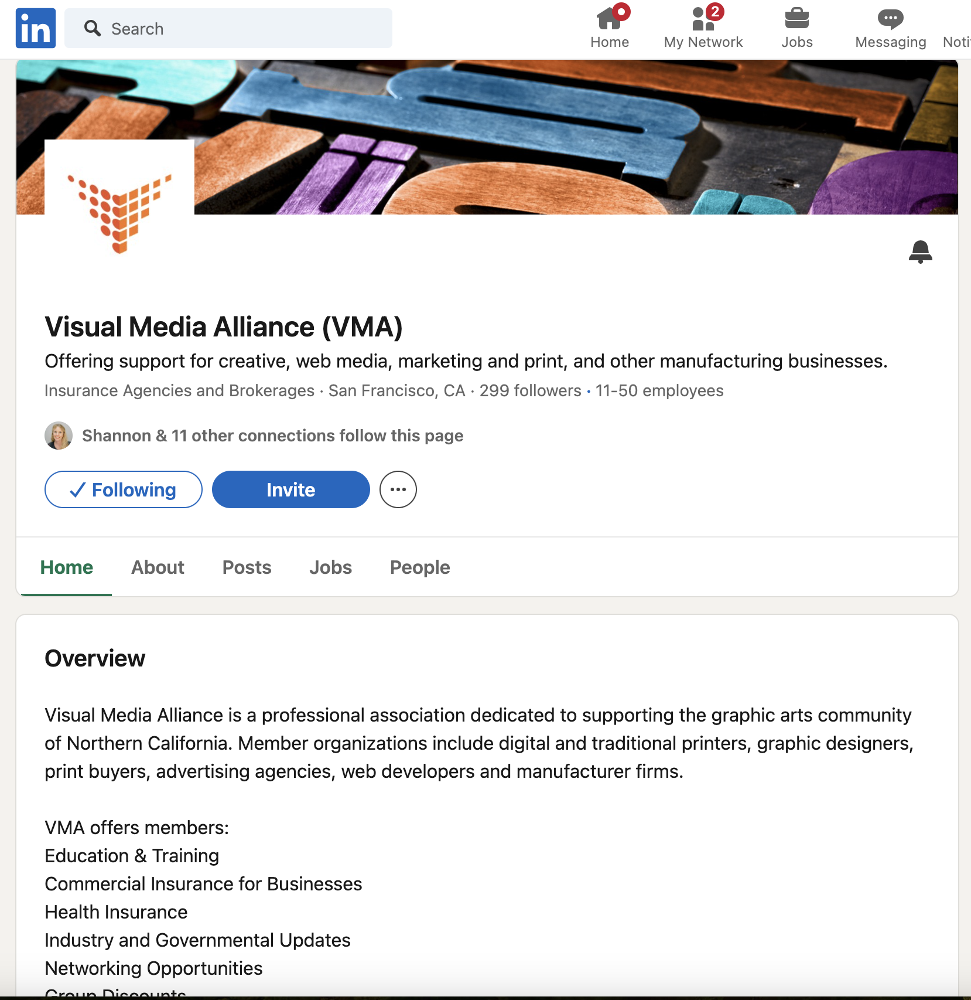 in
Search
Home
2
My Network
Jobs
Messaging
Noti
Visual Media Alliance (VMA)
Offering support for creative, web media, marketing and print, and other manufacturing businesses.
Insurance Agencies and Brokerages · San Francisco, CA · 299 followers · 11-50 employees
Shannon & 11 other connections follow this page
✓ Following
Invite
Home
About
Posts
Jobs
People
Overview
Visual Media Alliance is a professional association dedicated to supporting the graphic arts community
of Northern California. Member organizations include digital and traditional printers, graphic designers,
print buyers, advertising agencies, web developers and manufacturer firms.
VMA offers members:
Education & Training
Commercial Insurance for Businesses
Health Insurance
Industry and Governmental Updates
Networking Opportunities
Group Discounts